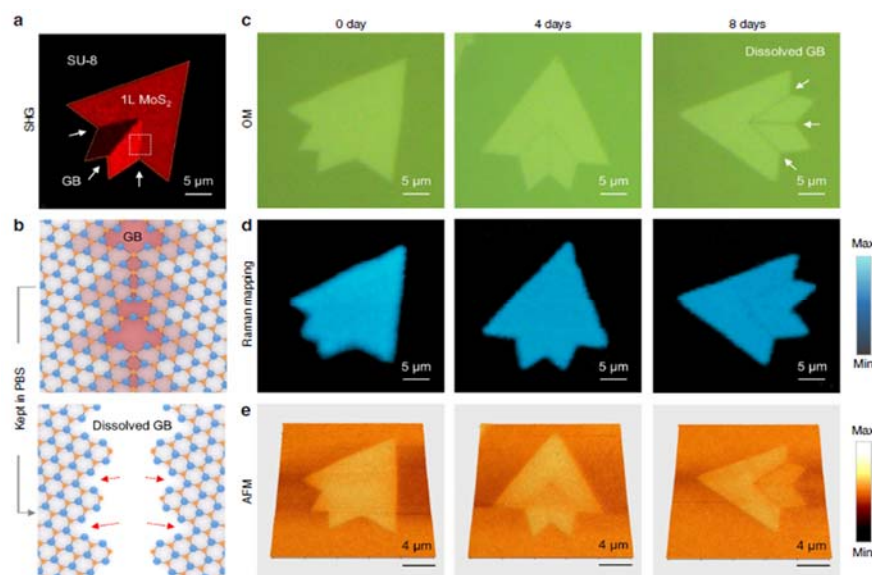 a
SHG
SU-8
1L MoS₂
GB
5 µm
b
Kept in PBS
GB
Dissolved GB
c
0 day
4 days
8 days
OM
5 µm
5 µm
Dissolved GB
5 µm
d
Raman mapping
5 µm
5 µm
5 µm
Max
Min
e
AFM
4 µm
4 µm
4 µm
Max
Min